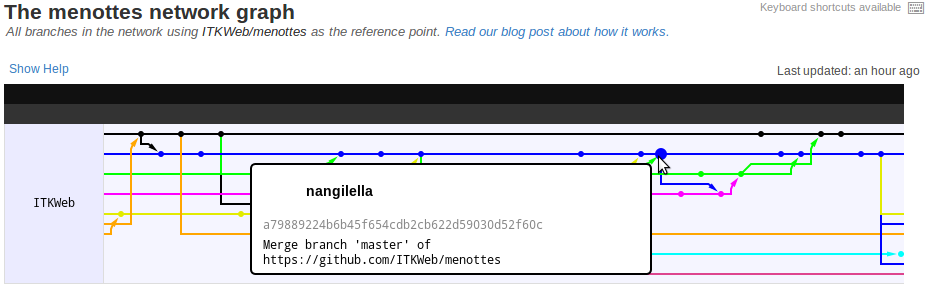 The menottes network graph
Keyboard shortcuts available
All branches in the network using ITKWeb/menottes as the reference point. Read our blog post about how it works.
Show Help
Last updated: an hour ago
ITKWeb
nangilella
a79889224b6b45f654cdb2cb622d59030d52f60c
Merge branch 'master' of
https://github.com/ITKWeb/menottes